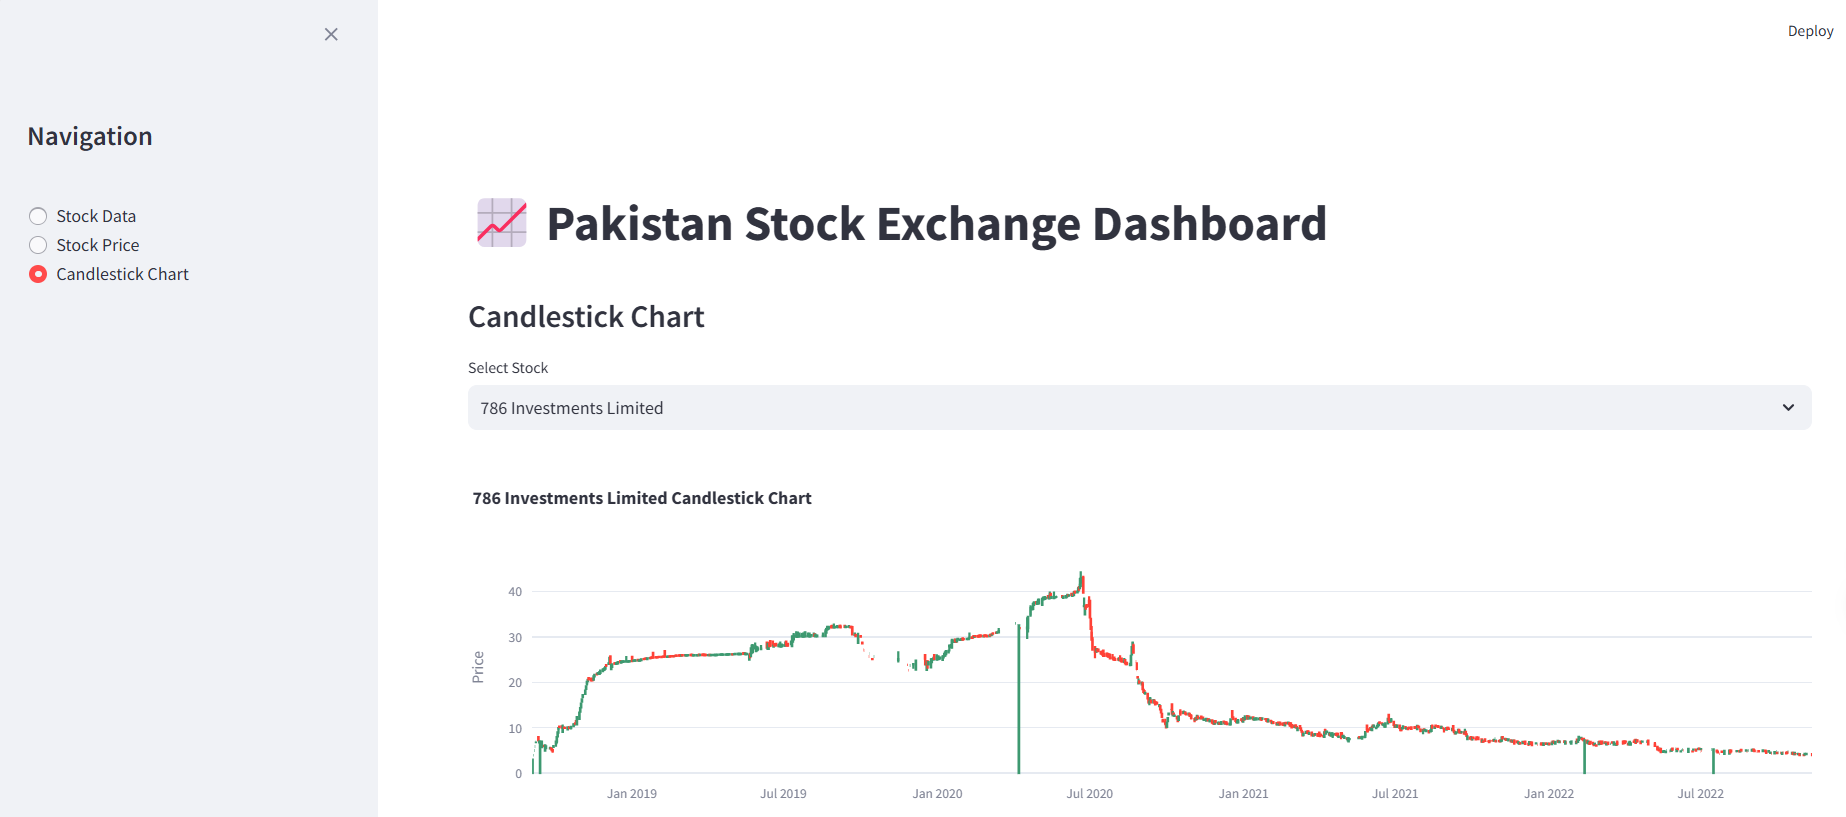 Deploy
Navigation
Stock Data
Stock Price
Candlestick Chart
Pakistan Stock Exchange Dashboard
Candlestick Chart
Select Stock
786 Investments Limited
786 Investments Limited Candlestick Chart
Price
40
30
20
10
0
Jan 2019 Jul 2019 Jan 2020 Jul 2020 Jan 2021 Jul 2021 Jan 2022 Jul 2022